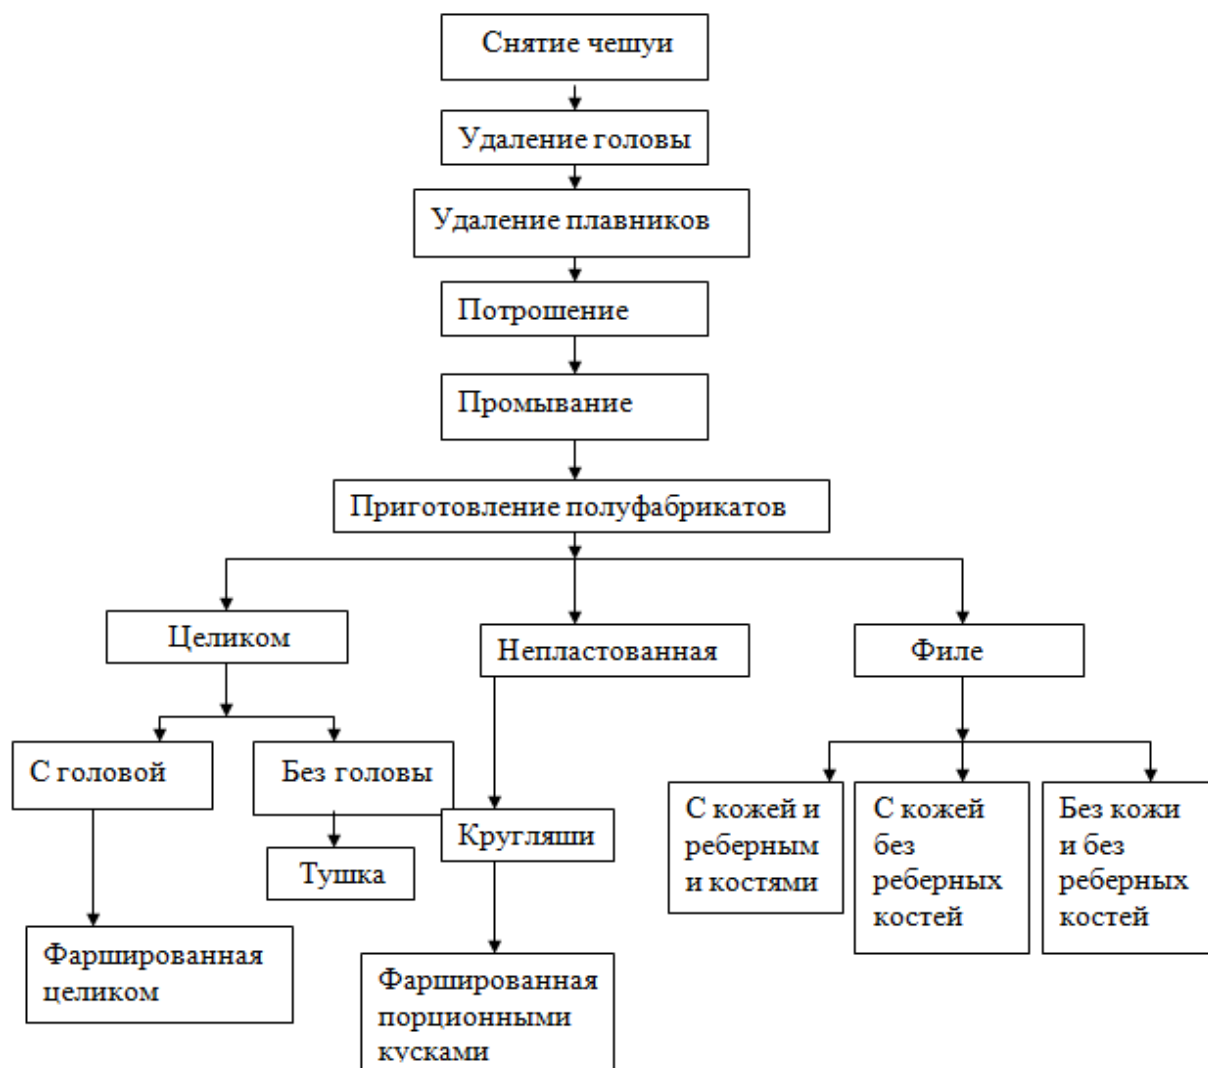 Снятие чешуи
Удаление головы
Удаление плавников
Потрошение
Промывание
Приготовление полуфабрикатов
Целиком
Непластованная
Филе
С головой
Без головы
Тушка
Кругляши
С кожей и
реберным
и костями
С кожей
без
реберных
костей
Без кожи
и без
реберных
костей
Фаршированная
целиком
Фаршированная
порционными
кусками